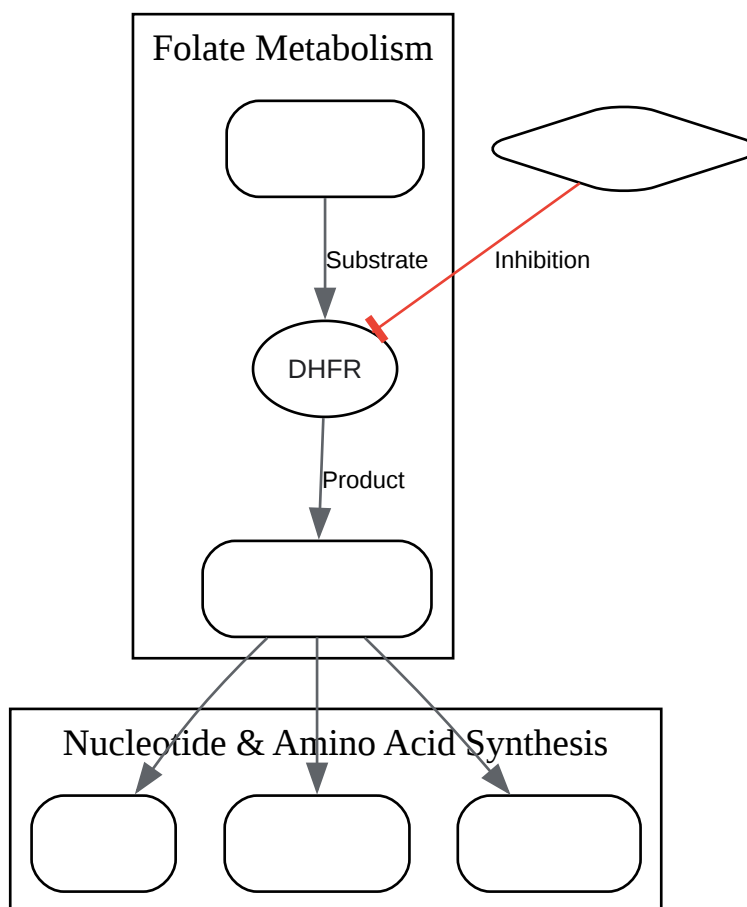 Folate Metabolism
Substrate
Inhibition
DHFR
Product
Nucleotide & Amino Acid Synthesis